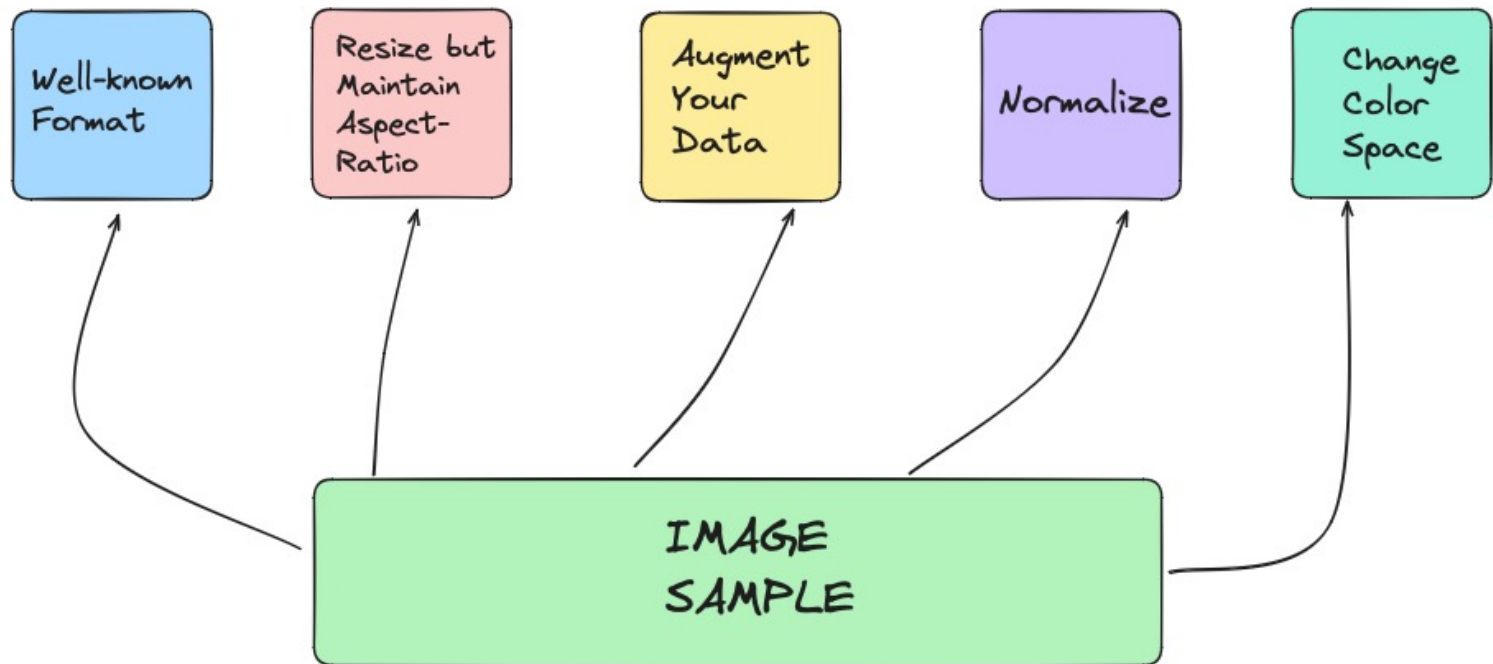 Well-known
Format
Resize but
Maintain
Aspect-
Ratio
Augment
Your
Data
Normalize
Change
Color
Space
IMAGE
SAMPLE